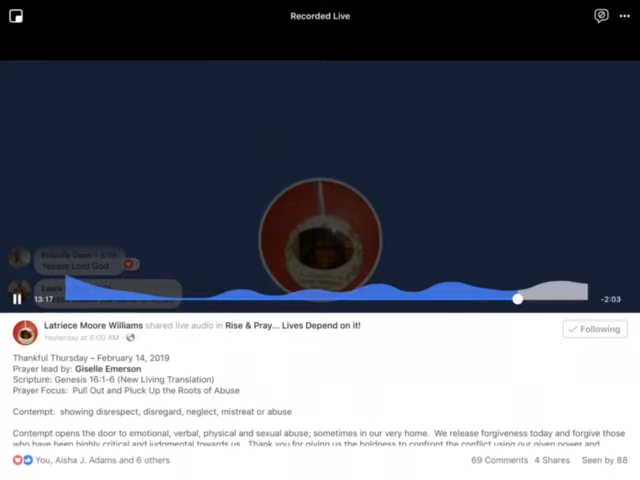 Recorded Live
Priscilla Dunn • 5:56
Yesses Lord God
13:17
-2:03
Latriece Moore Williams shared live audio in Rise & Pray... Lives Depend on it!
Yesterday at 6:00 AM ·
Following
Thankful Thursday – February 14, 2019
Prayer lead by: Giselle Emerson
Scripture: Genesis 16:1-6 (New Living Translation)
Prayer Focus: Pull Out and Pluck Up the Roots of Abuse
Contempt: showing disrespect, disregard, neglect, mistreat or abuse
Contempt opens the door to emotional, verbal, physical and sexual abuse; sometimes in our very home. We release forgiveness today and forgive those
who have been highly critical and judgmental towards us. Thank you for giving us the boldness to confront the conflict using our given power and
You, Aisha J. Adams and 6 others
69 Comments 4 Shares Seen by 88